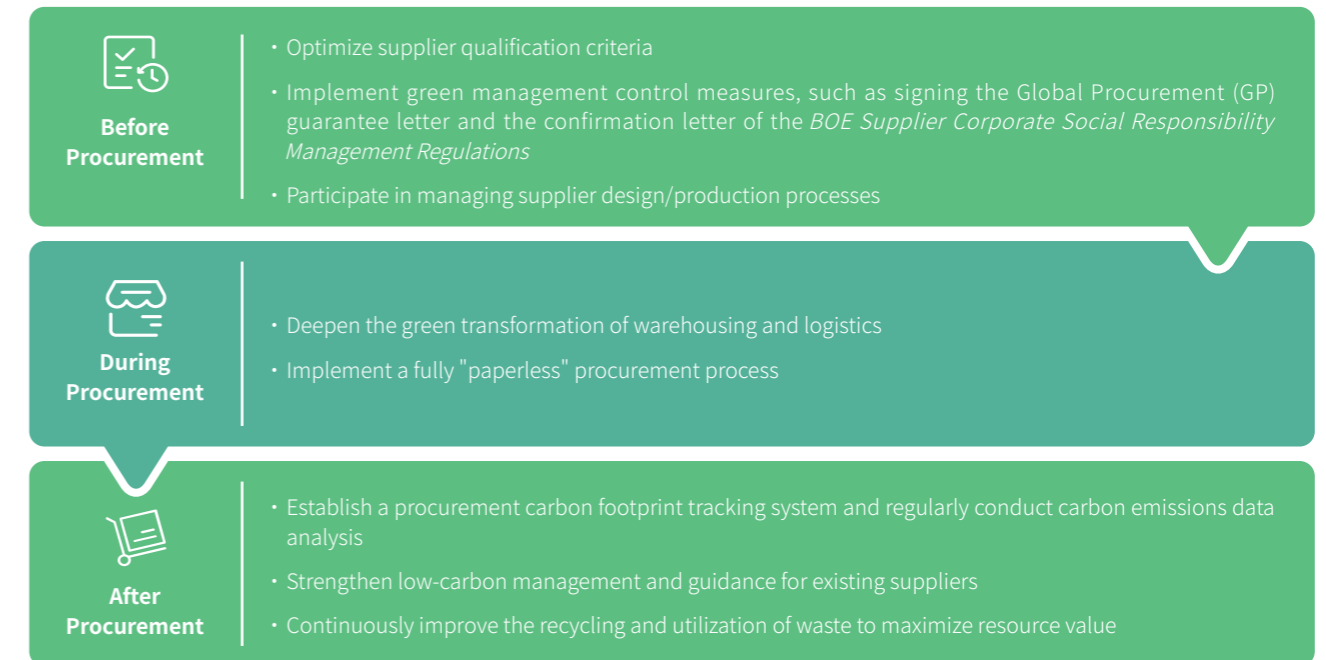 Before
Procurement
· Optimize supplier qualification criteria
· Implement green management control measures, such as signing the Global Procurement (GP)
guarantee letter and the confirmation letter of the BOE Supplier Corporate Social Responsibility
Management Regulations
· Participate in managing supplier design/production processes
During
Procurement
· Deepen the green transformation of warehousing and logistics
· Implement a fully "paperless" procurement process
After
Procurement
· Establish a procurement carbon footprint tracking system and regularly conduct carbon emissions data
analysis
· Strengthen low-carbon management and guidance for existing suppliers
· Continuously improve the recycling and utilization of waste to maximize resource value